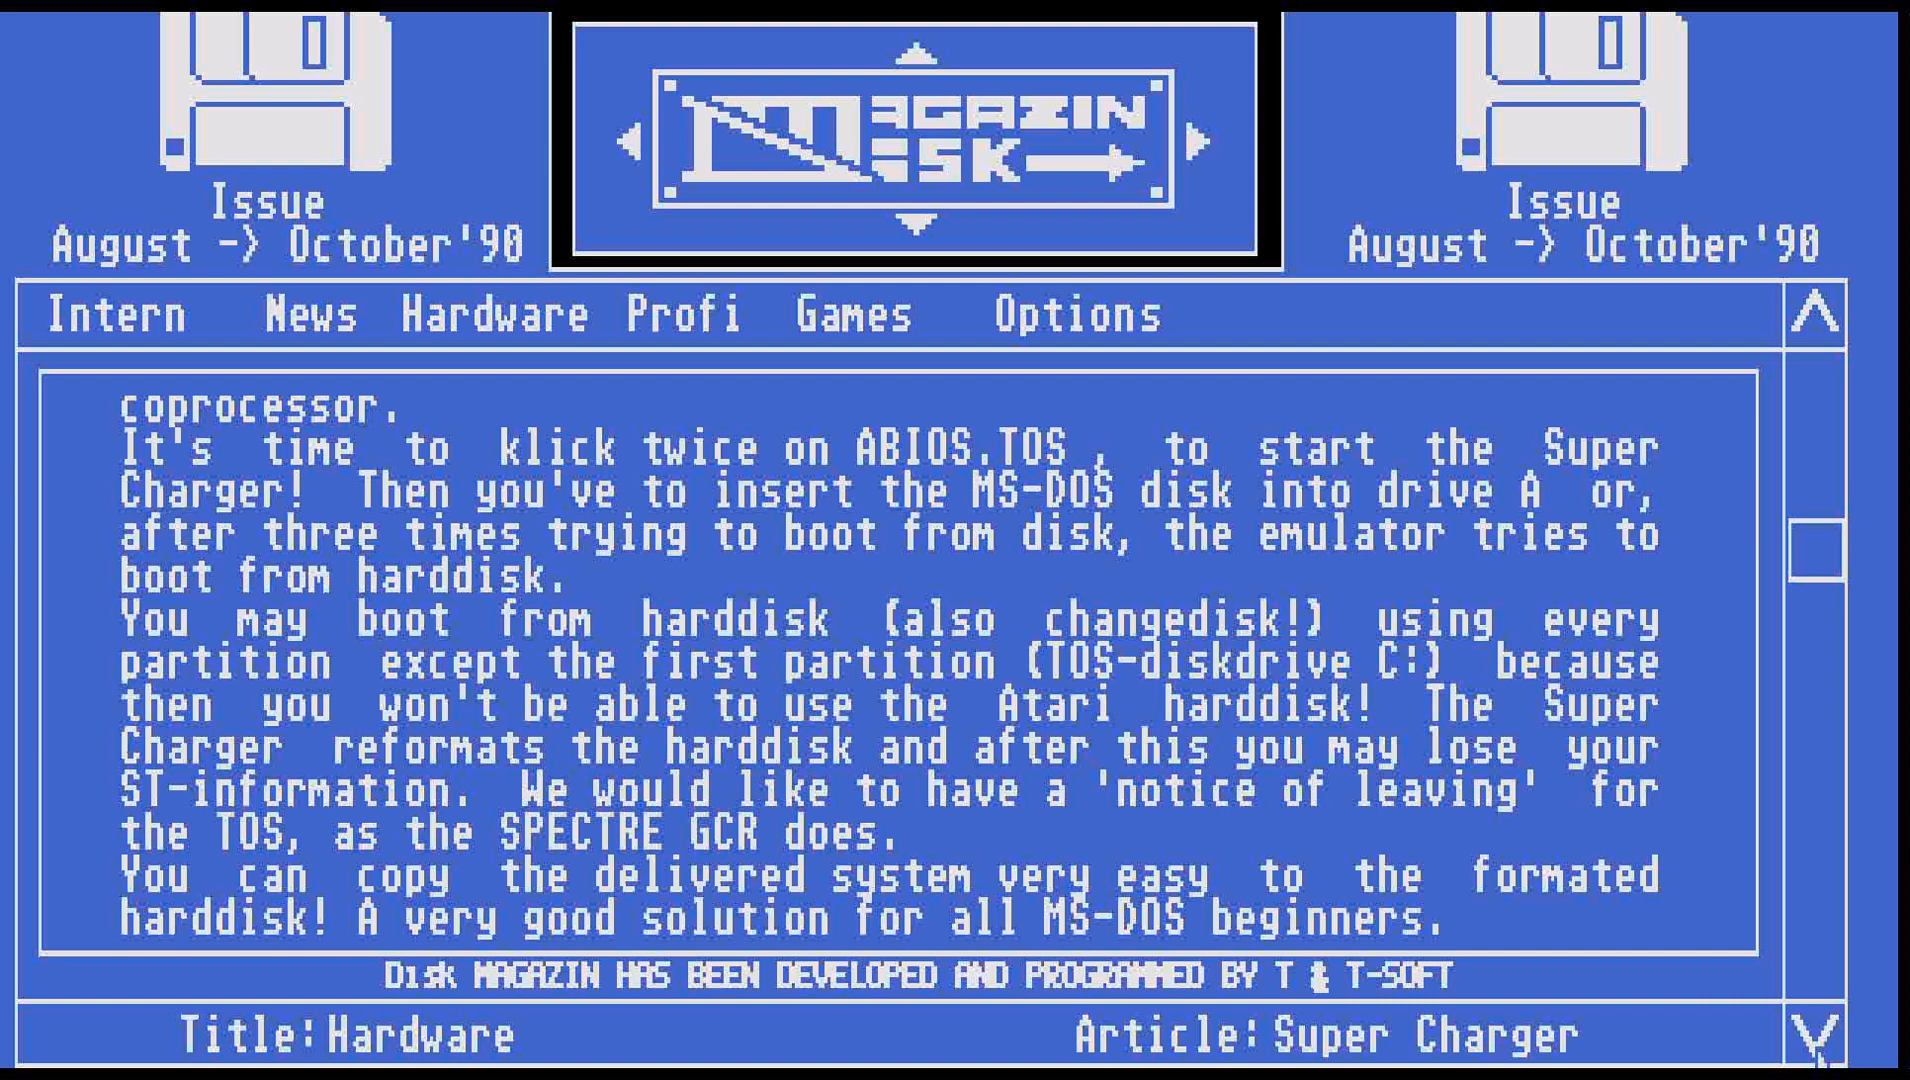 MAGAZIN
DISK
Issue
August -> October'90
Issue
August -> October'90
Intern News Hardware Profi Games Options
coprocessor.
It's time to klick twice on ABIOS.TOS , to start the Super
Charger! Then you've to insert the MS-DOS disk into drive A or,
after three times trying to boot from disk, the emulator tries to
boot from harddisk.
You may boot from harddisk (also changedisk!) using every
partition except the first partition (TOS-diskdrive C:) because
then you won't be able to use the Atari harddisk! The Super
Charger reformats the harddisk and after this you may lose your
ST-information. We would like to have a 'notice of leaving' for
the TOS, as the SPECTRE GCR does.
You can copy the delivered system very easy to the formated
harddisk! A very good solution for all MS-DOS beginners.
Disk MAGAZIN HAS BEEN DEVELOPED AND PROGRAMMED BY T & T-SOFT
Title:Hardware Article:Super Charger